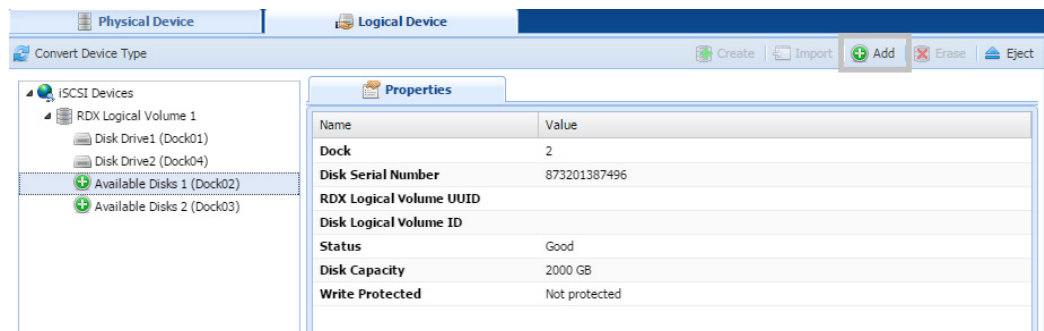 Physical Device
Logical Device
Convert Device Type
Create
Import
Add
Erase
Eject
iSCSI Devices
RDX Logical Volume 1
Disk Drive1 (Dock01)
Disk Drive2 (Dock04)
Available Disks 1 (Dock02)
Available Disks 2 (Dock03)
Properties
Name Value
Dock 2
Disk Serial Number 873201387496
RDX Logical Volume UUID
Disk Logical Volume ID
Status Good
Disk Capacity 2000 GB
Write Protected Not protected